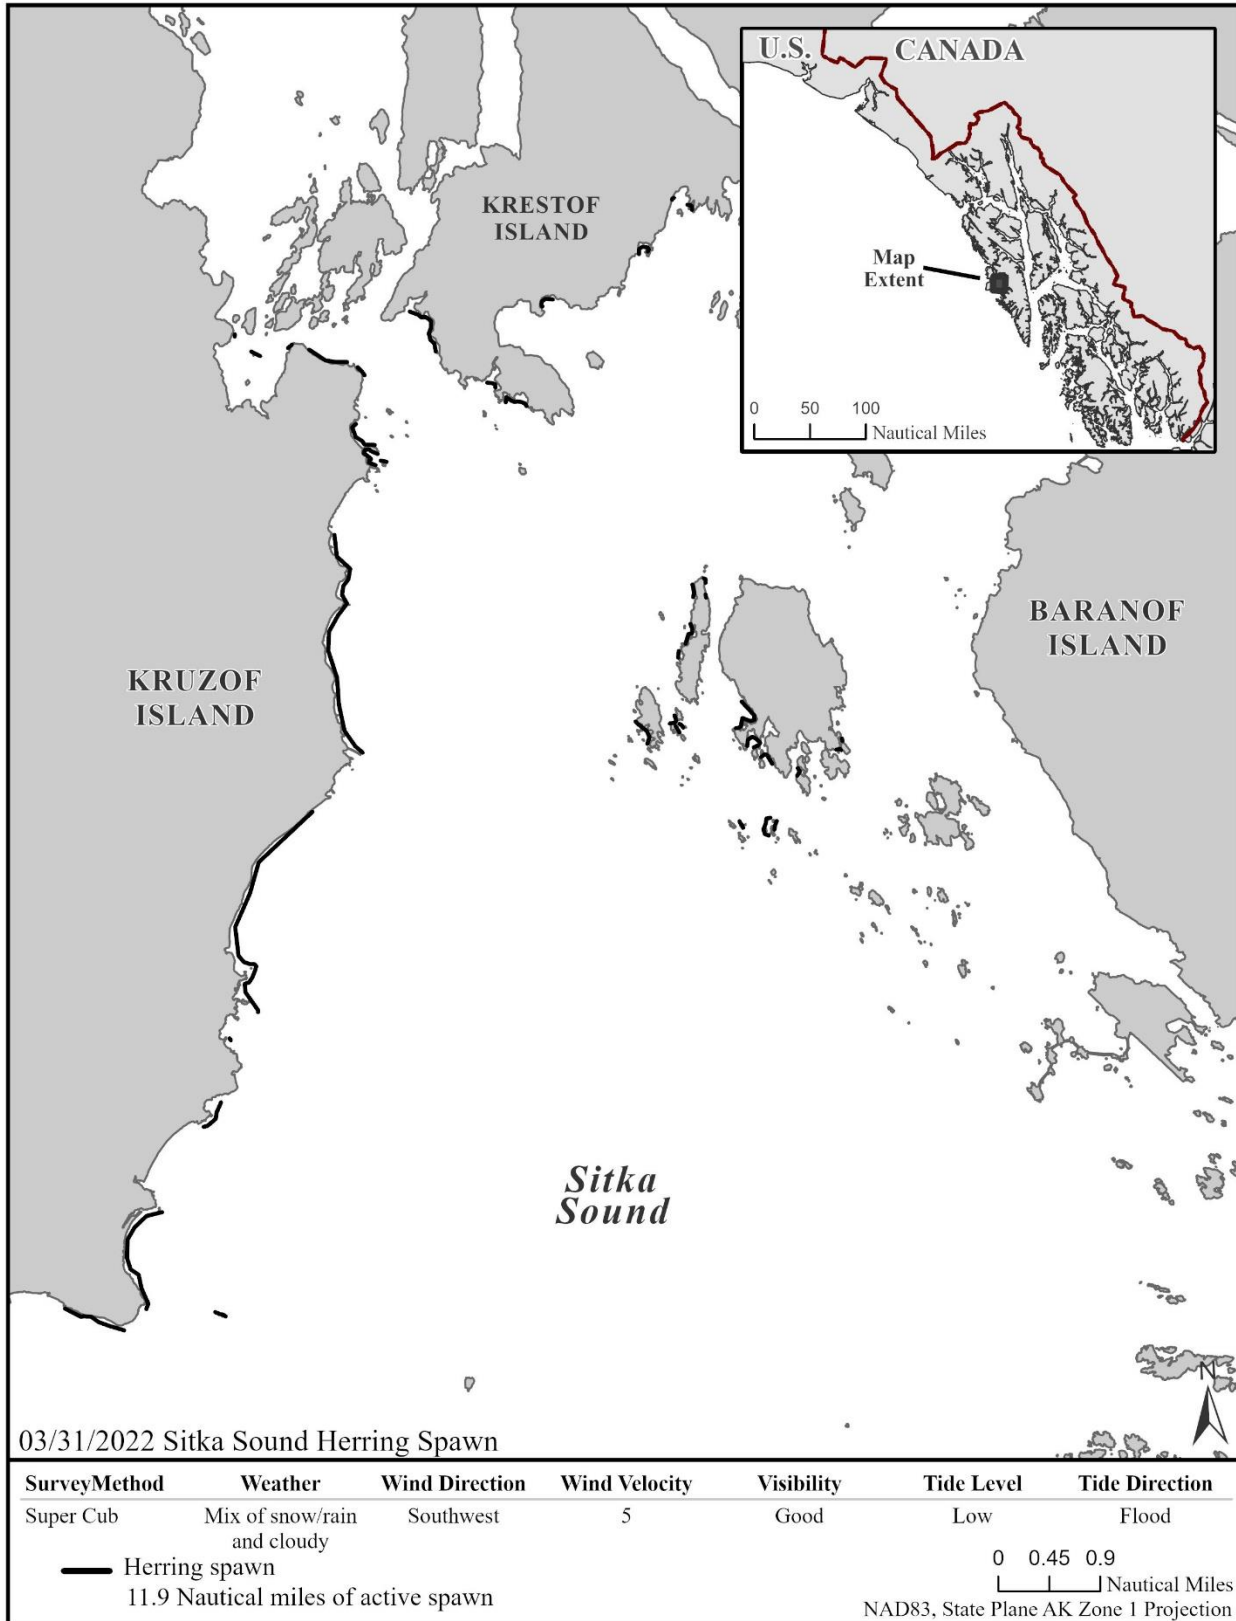 U.S.
CANADA
Map
Extent
0 50 100
Nautical Miles
KRESTOF
ISLAND
BARANOF
ISLAND
KRUZOF
ISLAND
Sitka
Sound
N
03/31/2022 Sitka Sound Herring Spawn
SurveyMethod Weather Wind Direction Wind Velocity Visibility Tide Level Tide Direction
Super Cub Mix of snow/rain Southwest 5 Good Low Flood
and cloudy
Herring spawn
11.9 Nautical miles of active spawn
0 0.45 0.9
Nautical Miles
NAD83, State Plane AK Zone 1 Projection